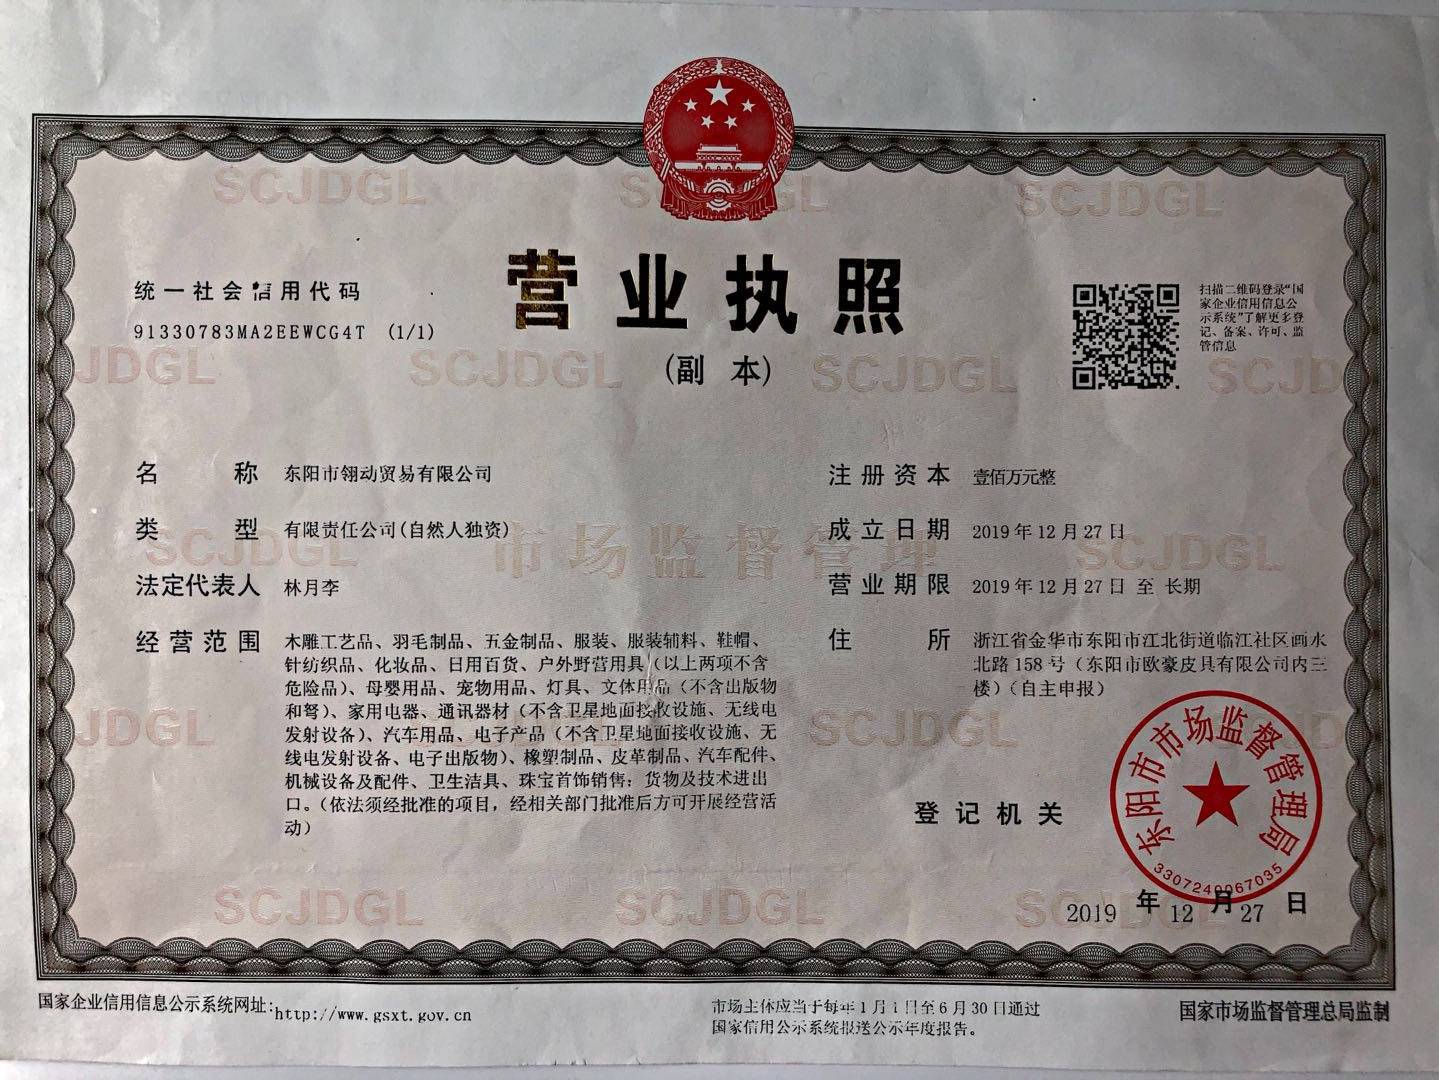 营业执照
(副 本)
统一社会信用代码
91330783MA2EEWCG4T (1/1)
扫描二维码登录“国
家企业信用信息公
示系统”了解更多登
记、备案、许可、监
管信息
名 称 东阳市翎动贸易有限公司
类 型 有限责任公司(自然人独资)
法定代表人 林月李
经营范围 木雕工艺品、羽毛制品、五金制品、服装、服装辅料、鞋帽、
针纺织品、化妆品、日用百货、户外野营用具(以上两项不含
危险品)、母婴用品、宠物用品、灯具、文体用品(不含出版物
和弩)、家用电器、通讯器材(不含卫星地面接收设施、无线电
发射设备)、汽车用品、电子产品(不含卫星地面接收设施、无
线电发射设备、电子出版物)、橡塑制品、皮革制品、汽车配件、
机械设备及配件、卫生洁具、珠宝首饰销售;货物及技术进出
口。(依法须经批准的项目,经相关部门批准后方可开展经营活
动)
注册资本 壹佰万元整
成立日期 2019年12月27日
营业期限 2019年12月27日 至 长期
住 所 浙江省金华市东阳市江北街道临江社区画水
北路158号(东阳市欧豪皮具有限公司内三
楼)(自主申报)
登记机关
东阳市市场监督管理局
3307240067035
2019 年 12 月 27 日
SCJDGL
市场监督管理
国家企业信用信息公示系统网址:http://www.gsxt.gov.cn
市场主体应当于每年1月1日至6月30日通过
国家信用公示系统报送公示年度报告。
国家市场监督管理总局监制